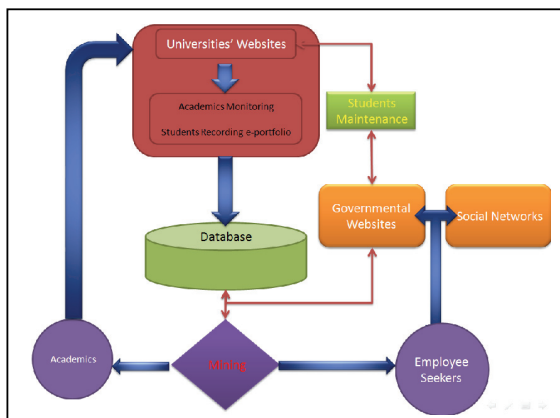 Universities' Websites
Academics Monitoring
Students Recording e-portfolio
Students
Maintenance
Governmental
Websites
Social Networks
Database
Academics
Mining
Employee
Seekers